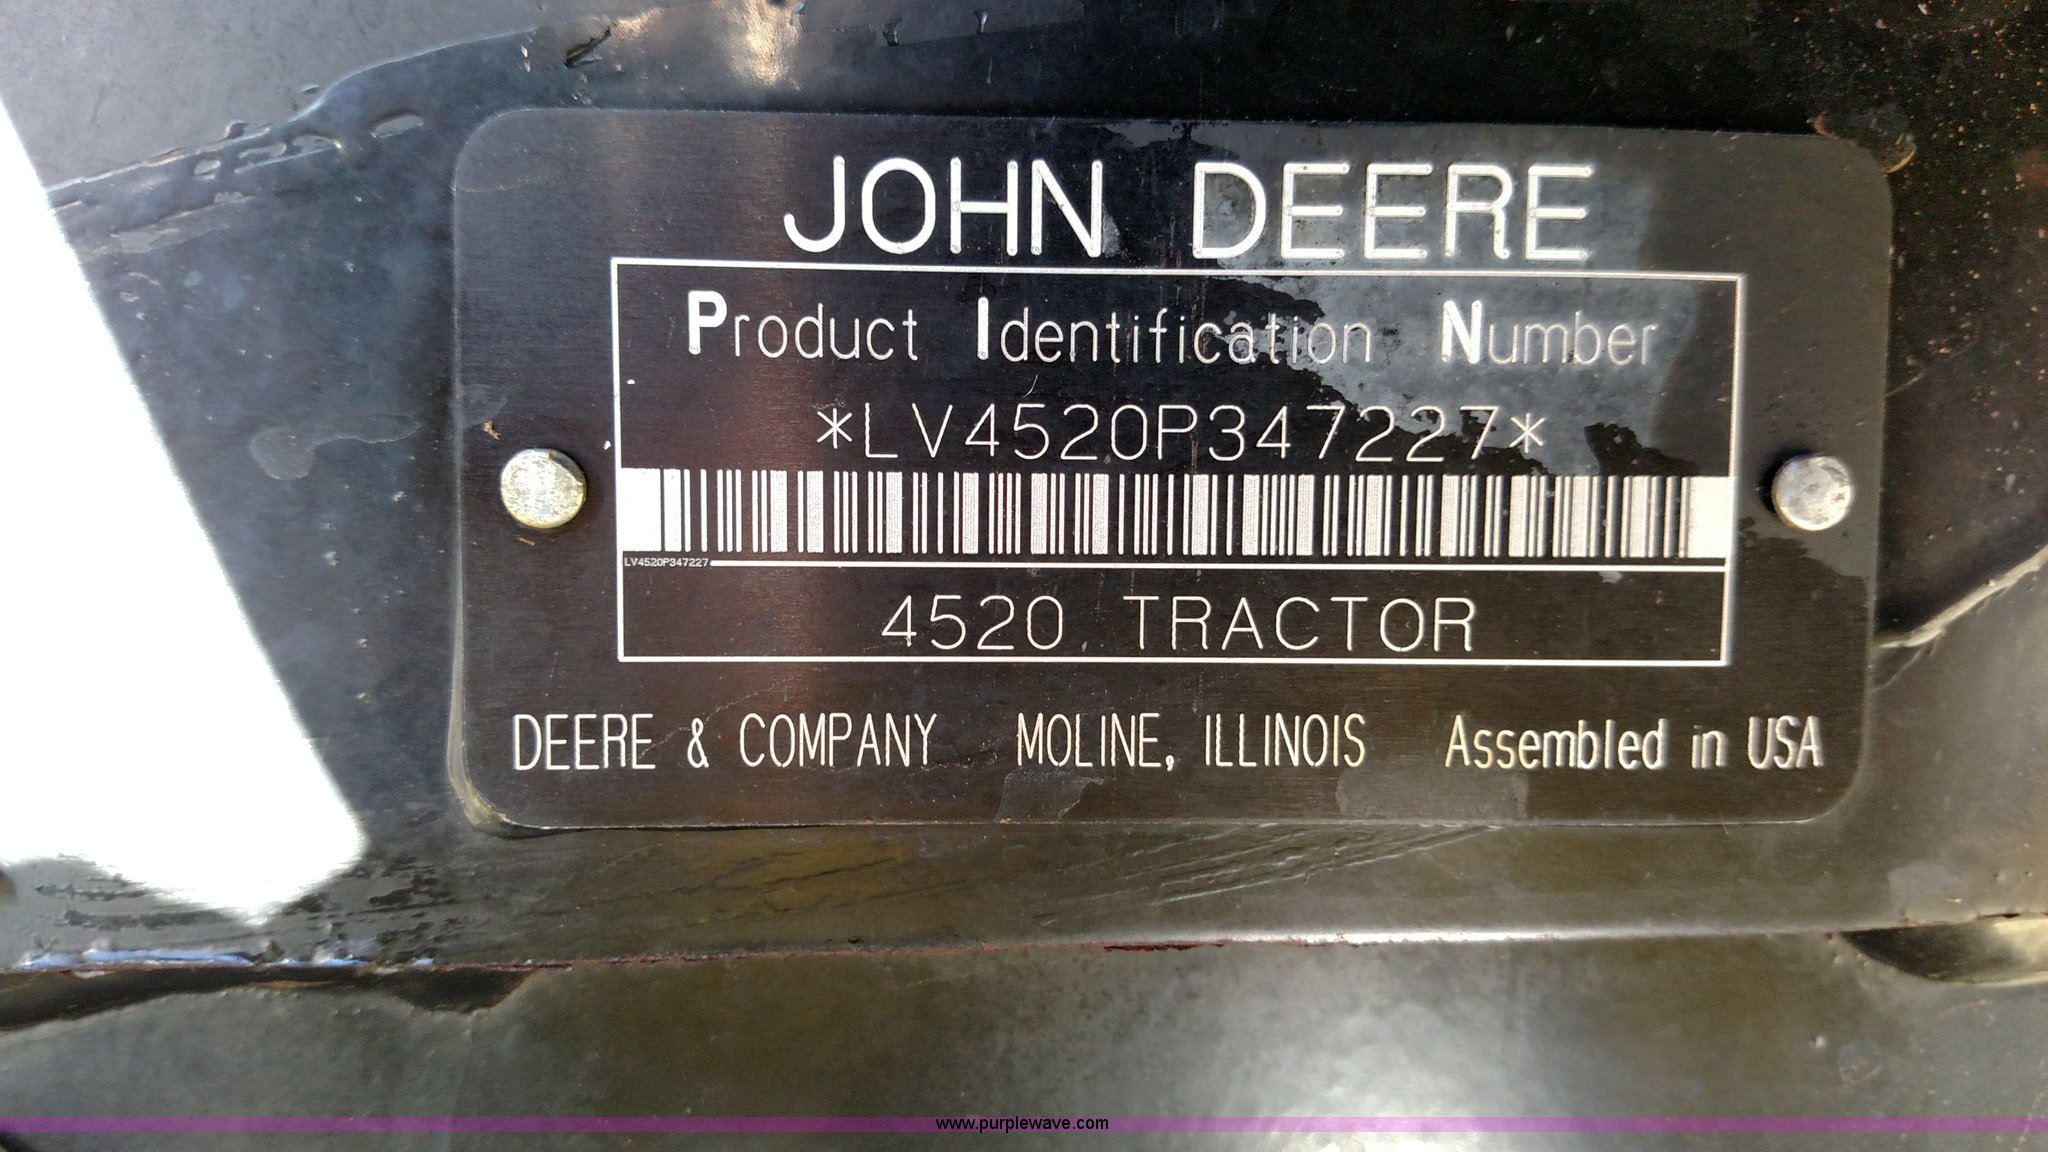 JOHN DEERE
Product Identification Number
*LV4520P347227*
LV4520P347227
4520 TRACTOR
DEERE & COMPANY MOLINE, ILLINOIS Assembled in USA
www.purplewave.com